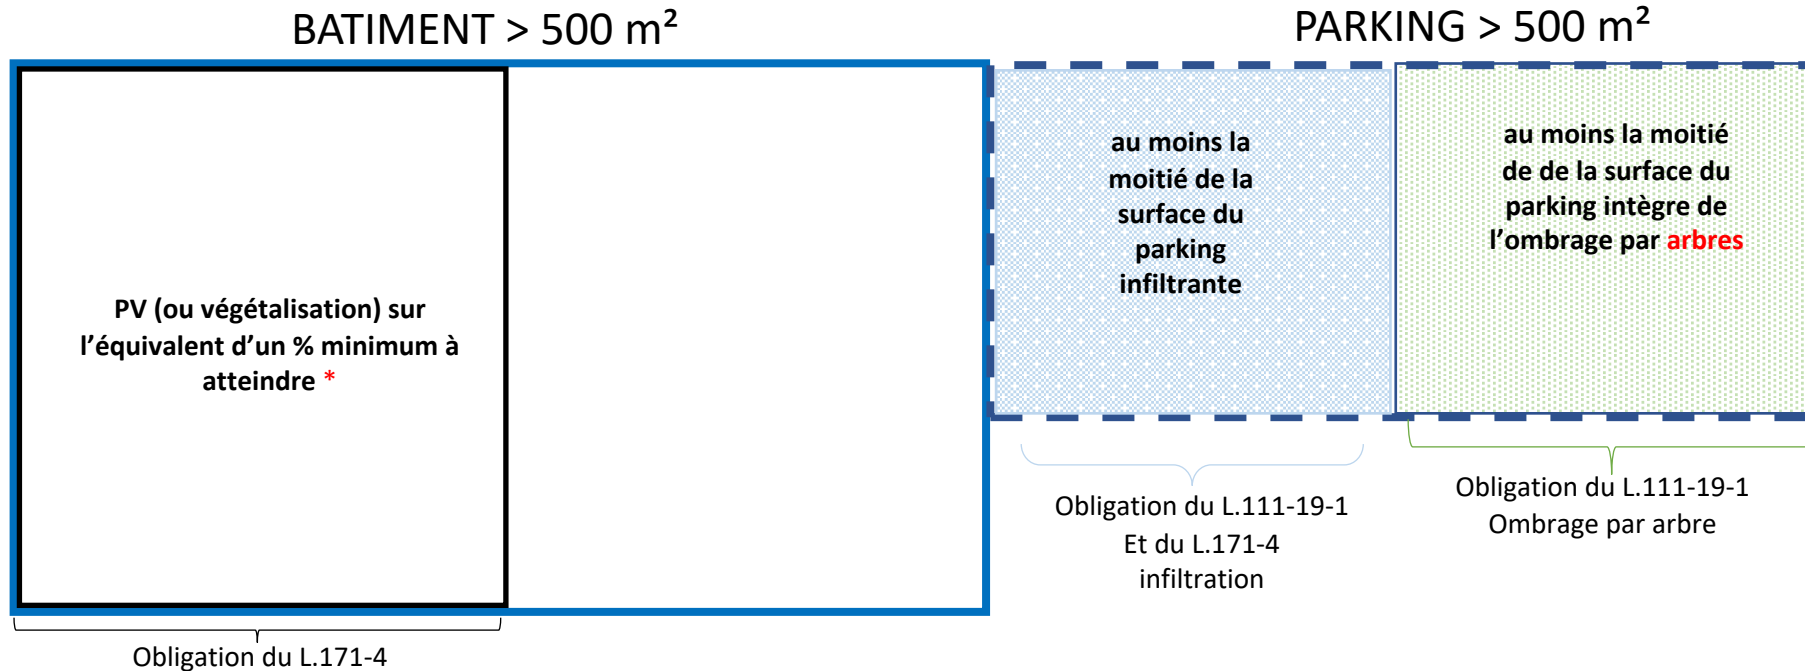 BATIMENT > 500 m²
PARKING > 500 m²
PV (ou végétalisation) sur
l’équivalent d’un % minimum à
atteindre *
au moins la
moitié de la
surface du
parking
infiltrante
au moins la moitié
de de la surface du
parking intègre de
l’ombrage par arbres
Obligation du L.171-4
Obligation du L.111-19-1
Et du L.171-4
infiltration
Obligation du L.111-19-1
Ombrage par arbre